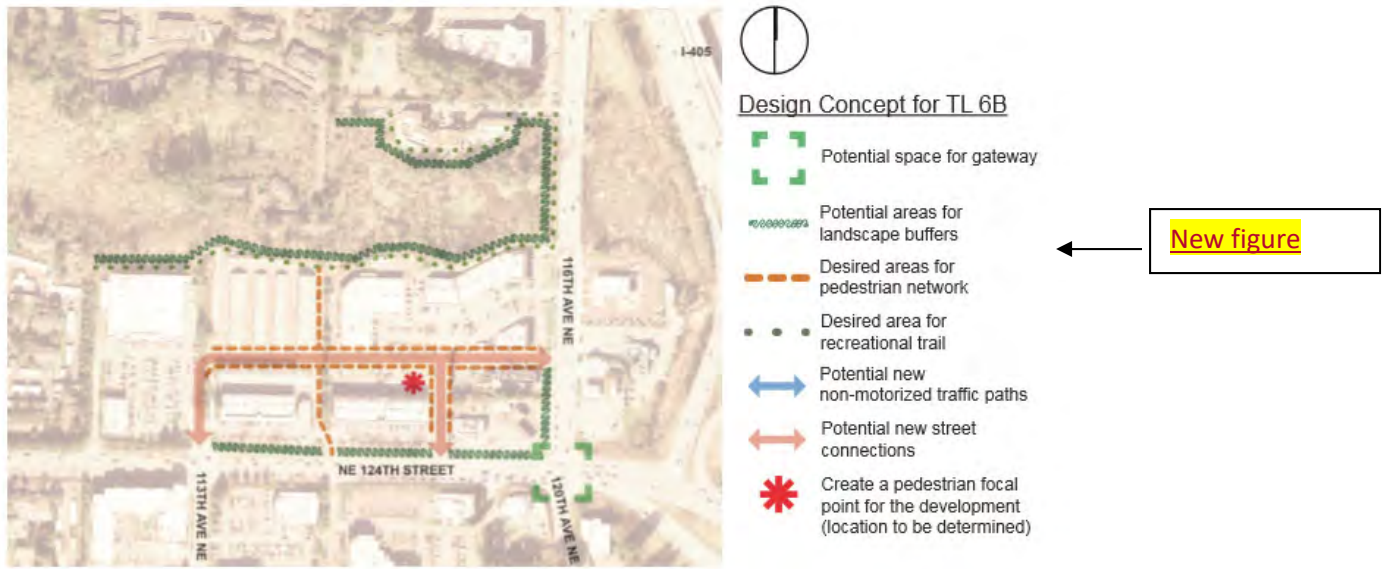 I-405
116TH AVE NE
NE 124TH STREET
113TH AVE NE
120TH AVE NE
Design Concept for TL 6B
Potential space for gateway
Potential areas for
landscape buffers
Desired areas for
pedestrian network
Desired area for
recreational trail
Potential new
non-motorized traffic paths
Potential new street
connections
Create a pedestrian focal
point for the development
(location to be determined)
New figure